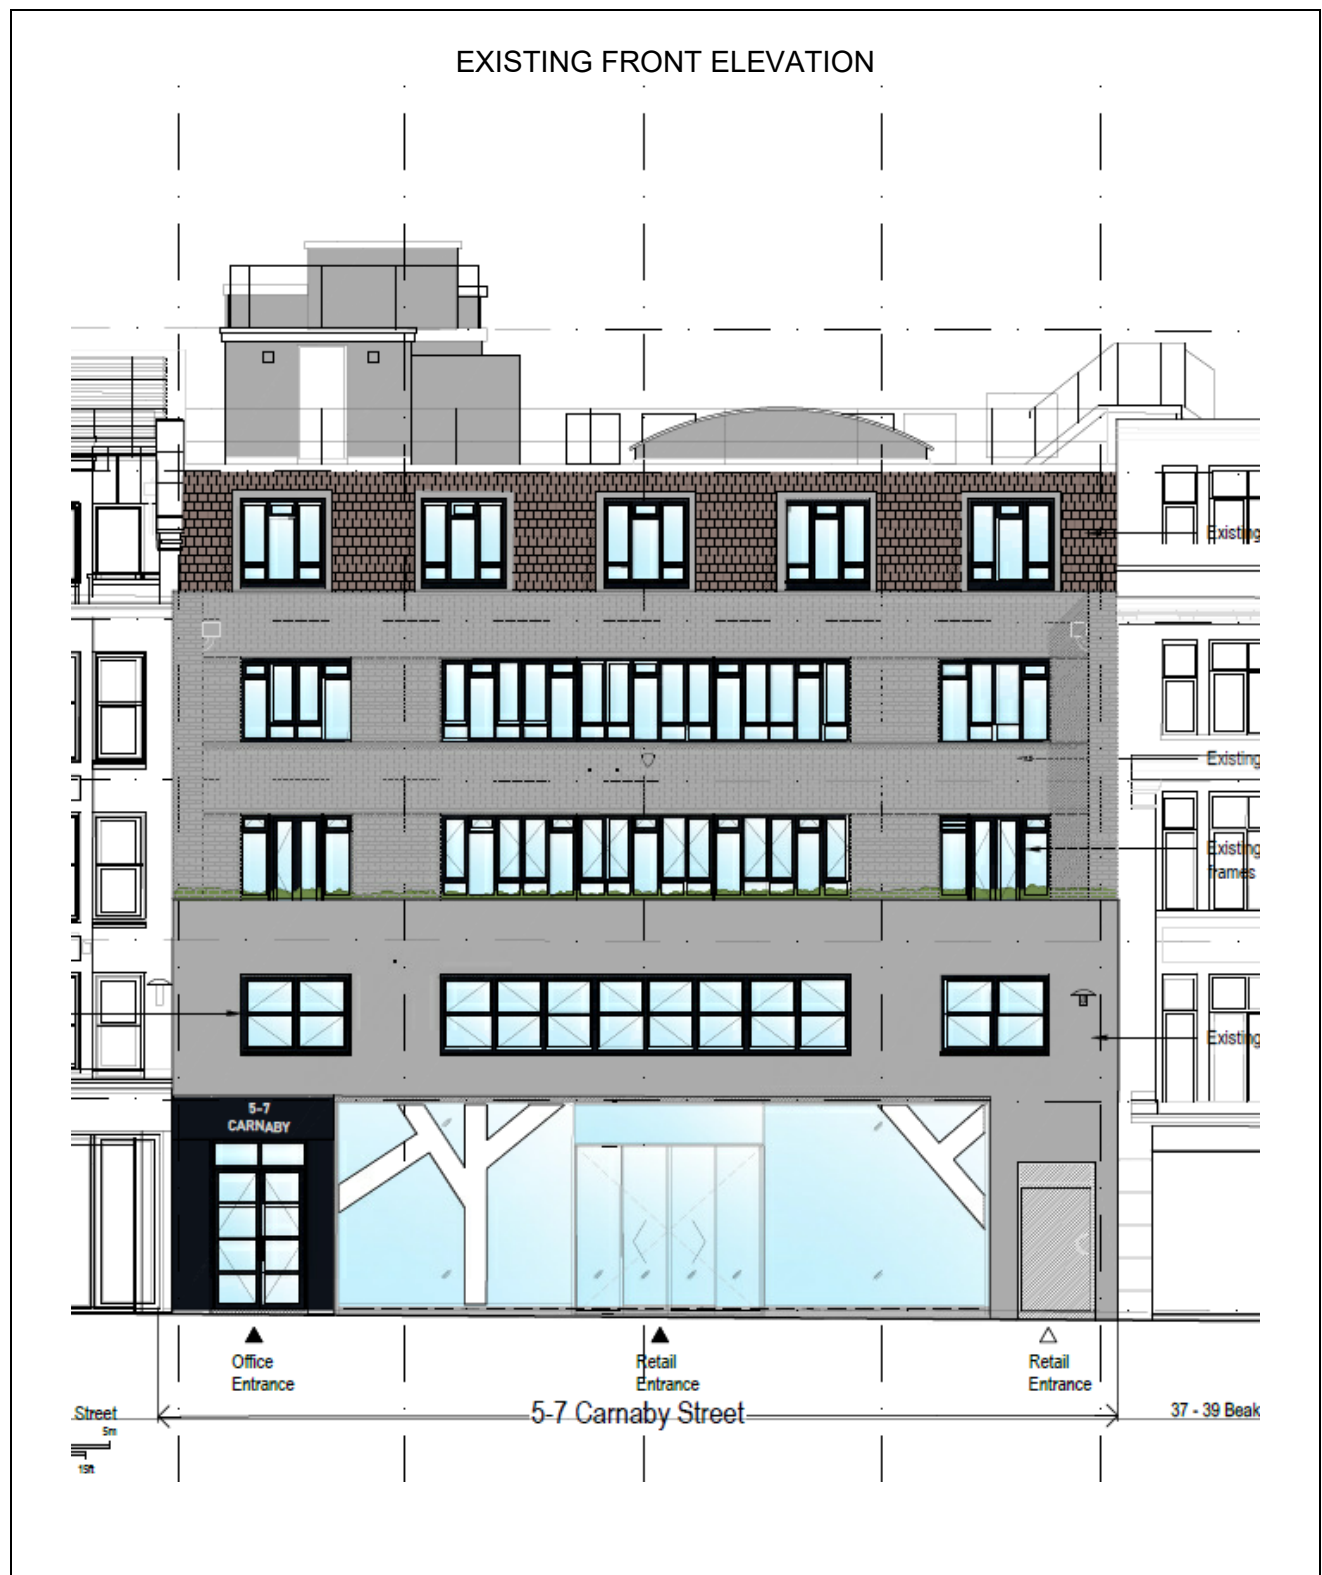 EXISTING FRONT ELEVATION
Existing
Existing
Existing
frames
Existing
5-7
CARNABY
Office
Entrance
Retail
Entrance
Retail
Entrance
Street
5m
15ft
5-7 Carnaby Street
37 - 39 Beak